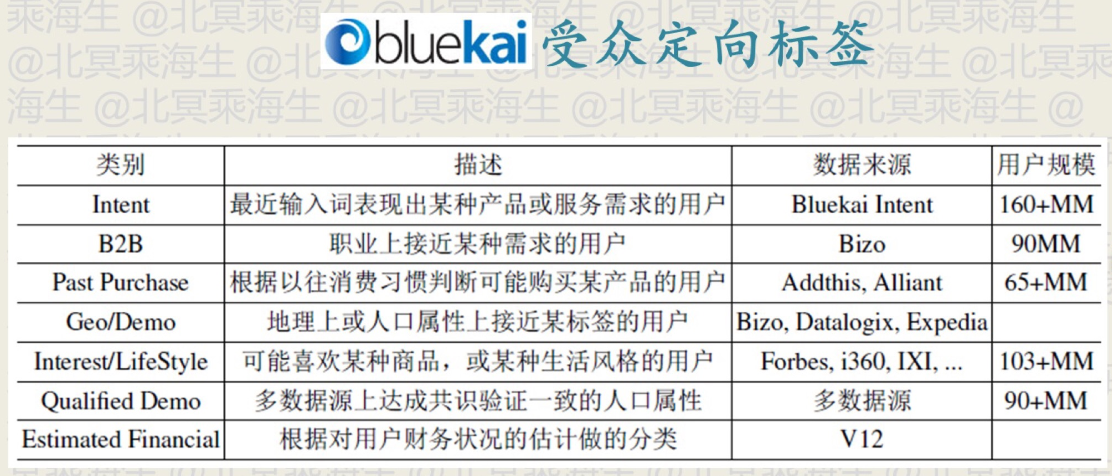 乘海生 @北冥乘海生 @北冥乘海生 @北冥乘海生 @
@北冥乘海生 @北冥乘海生 @北冥乘海生 @北冥乘
海生 @北冥乘海生 @北冥乘海生 @北冥乘海生 @
bluekai 受众定向标签
类别 描述 数据来源 用户规模
Intent 最近输入词表现出某种产品或服务需求的用户 Bluekai Intent 160+MM
B2B 职业上接近某种需求的用户 Bizo 90MM
Past Purchase 根据以往消费习惯判断可能购买某产品的用户 Addthis, Alliant 65+MM
Geo/Demo 地理上或人口属性上接近某标签的用户 Bizo, Datalogix, Expedia
Interest/LifeStyle 可能喜欢某种商品，或某种生活风格的用户 Forbes, i360, IXI, ... 103+MM
Qualified Demo 多数据源上达成共识验证一致的人口属性 多数据源 90+MM
Estimated Financial 根据对用户财务状况的估计做的分类 V12